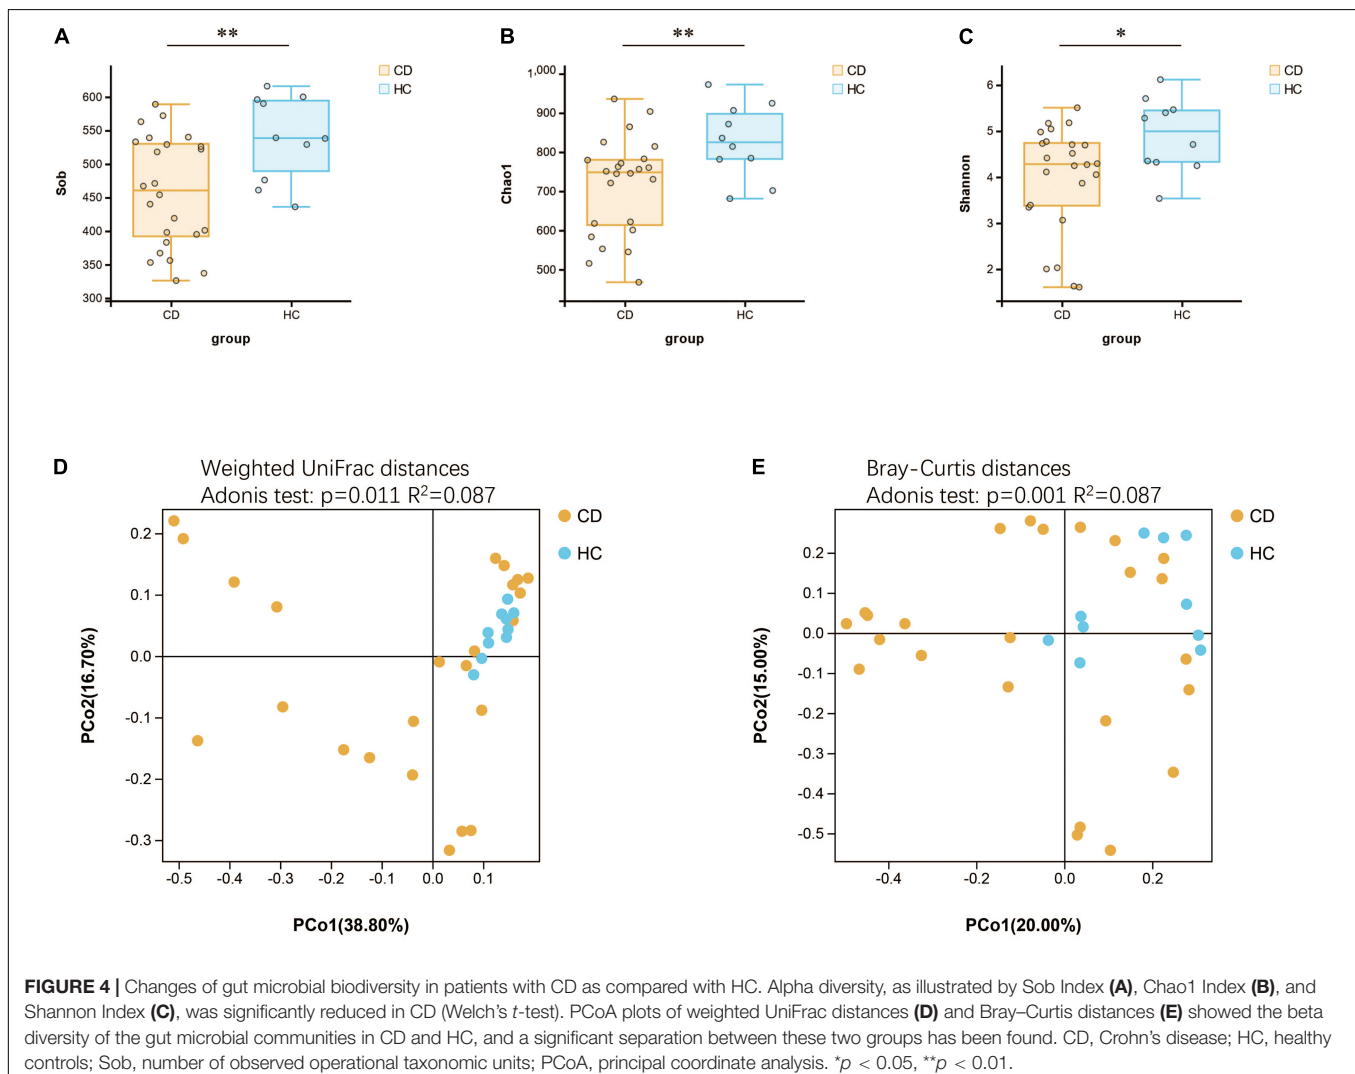 A
**
Sob
600
550
500
450
400
350
300
CD
HC
group
CD
HC
B
**
Chao1
1,000
900
800
700
600
500
CD
HC
group
CD
HC
C
*
Shannon
6
5
4
3
2
CD
HC
group
CD
HC
D
Weighted UniFrac distances
Adonis test: p=0.011 R²=0.087
CD
HC
PCo2(16.70%)
0.2
0.1
0.0
-0.1
-0.2
-0.3
-0.5 -0.4 -0.3 -0.2 -0.1 0.0 0.1
PCo1(38.80%)
E
Bray-Curtis distances
Adonis test: p=0.001 R²=0.087
CD
HC
PCo2(15.00%)
0.2
0.1
0.0
-0.1
-0.2
-0.3
-0.4
-0.5
-0.4 -0.2 0.0 0.2
PCo1(20.00%)
FIGURE 4 | Changes of gut microbial biodiversity in patients with CD as compared with HC. Alpha diversity, as illustrated by Sob Index (A), Chao1 Index (B), and
Shannon Index (C), was significantly reduced in CD (Welch's t-test). PCoA plots of weighted UniFrac distances (D) and Bray–Curtis distances (E) showed the beta
diversity of the gut microbial communities in CD and HC, and a significant separation between these two groups has been found. CD, Crohn's disease; HC, healthy
controls; Sob, number of observed operational taxonomic units; PCoA, principal coordinate analysis. *p < 0.05, **p < 0.01.